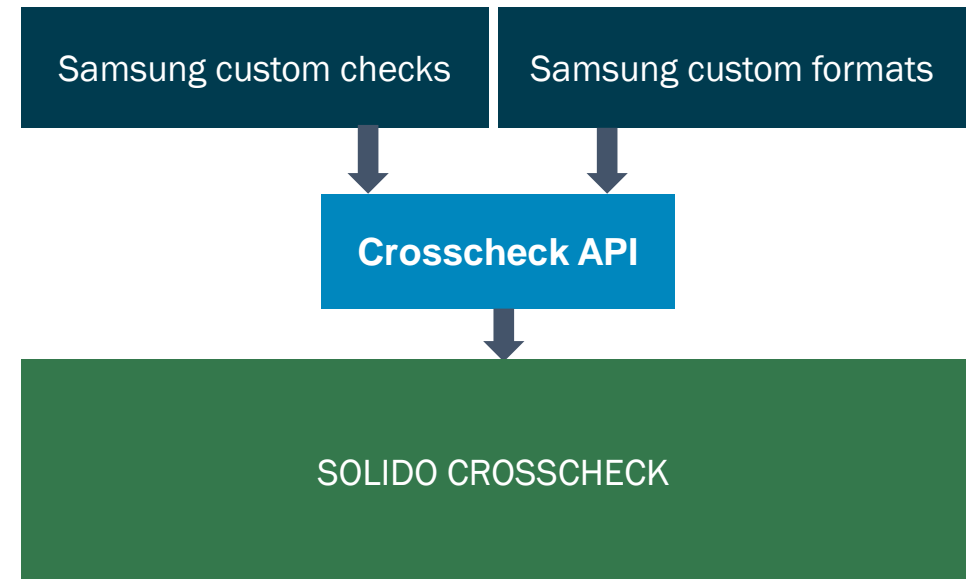 Samsung custom checks
Samsung custom formats
Crosscheck API
SOLIDO CROSSCHECK